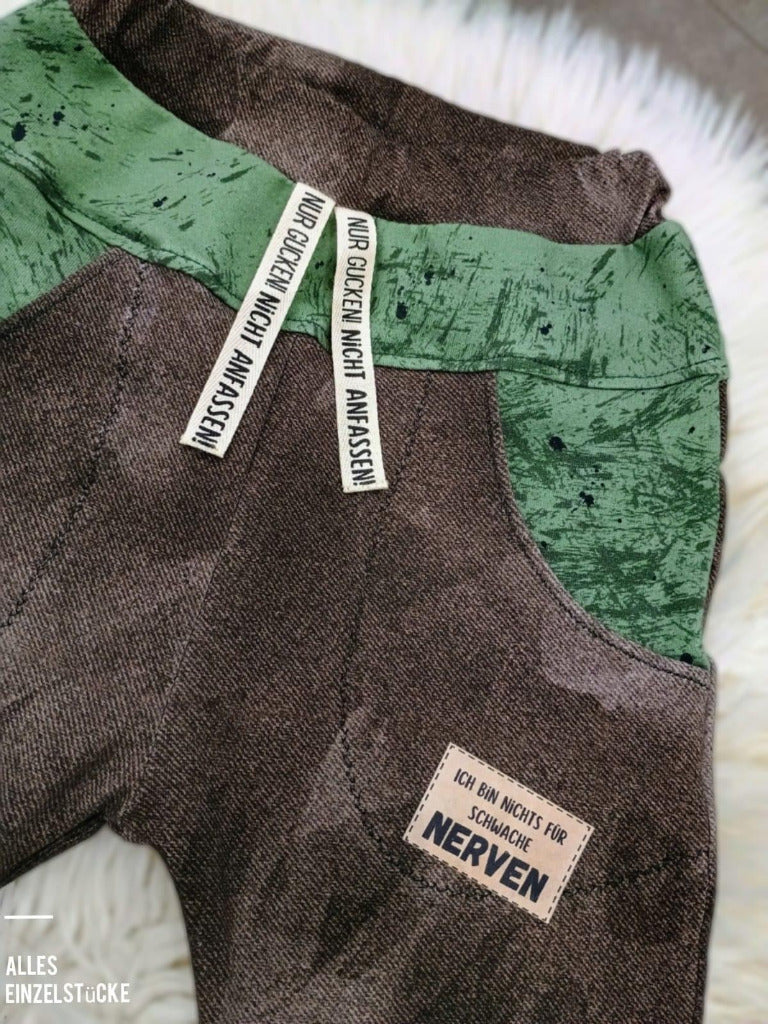 NUR GUCKEN! NiCHT ANFASSEN!
NUR GUCKEN! NiCHT ANFASSEN!
ICH BiN NiCHTS FÜR
SCHWACHE
NERVEN
ALLES
EINZELSTüCKE